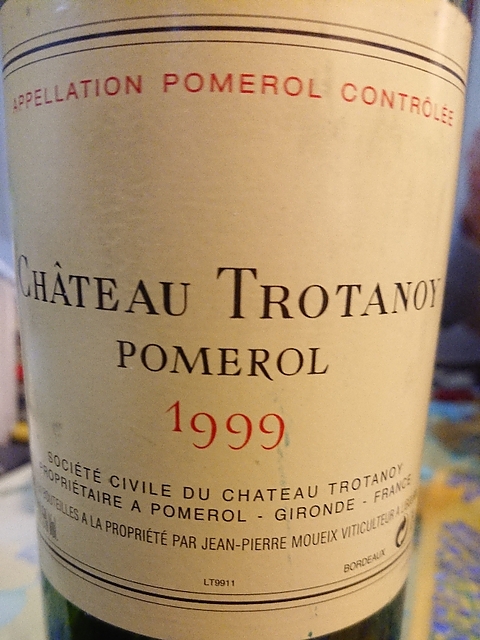 APPELLATION POMEROL CONTRÔLÉE
CHÂTEAU TROTANOY
POMEROL
1999
SOCIÉTÉ CIVILE DU CHATEAU TROTANOY
PROPRIÉTAIRE A POMEROL - GIRONDE - FRANCE
BOUTEILLES A LA PROPRIÉTÉ PAR JEAN-PIERRE MOUEIX VITICULTEUR A
BORDEAUX
LT9911